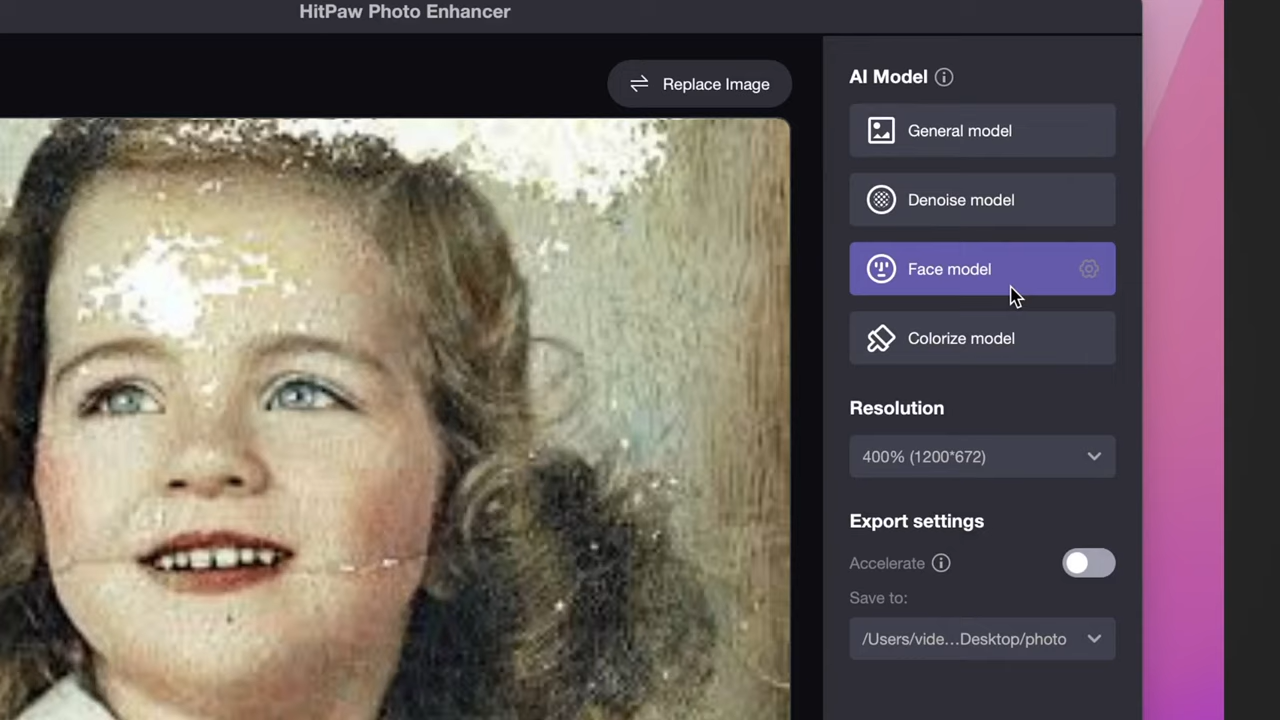 HitPaw Photo Enhancer
Replace Image
AI Model
General model
Denoise model
Face model
Colorize model
Resolution
400% (1200*672)
Export settings
Accelerate
Save to:
/Users/vide...Desktop/photo